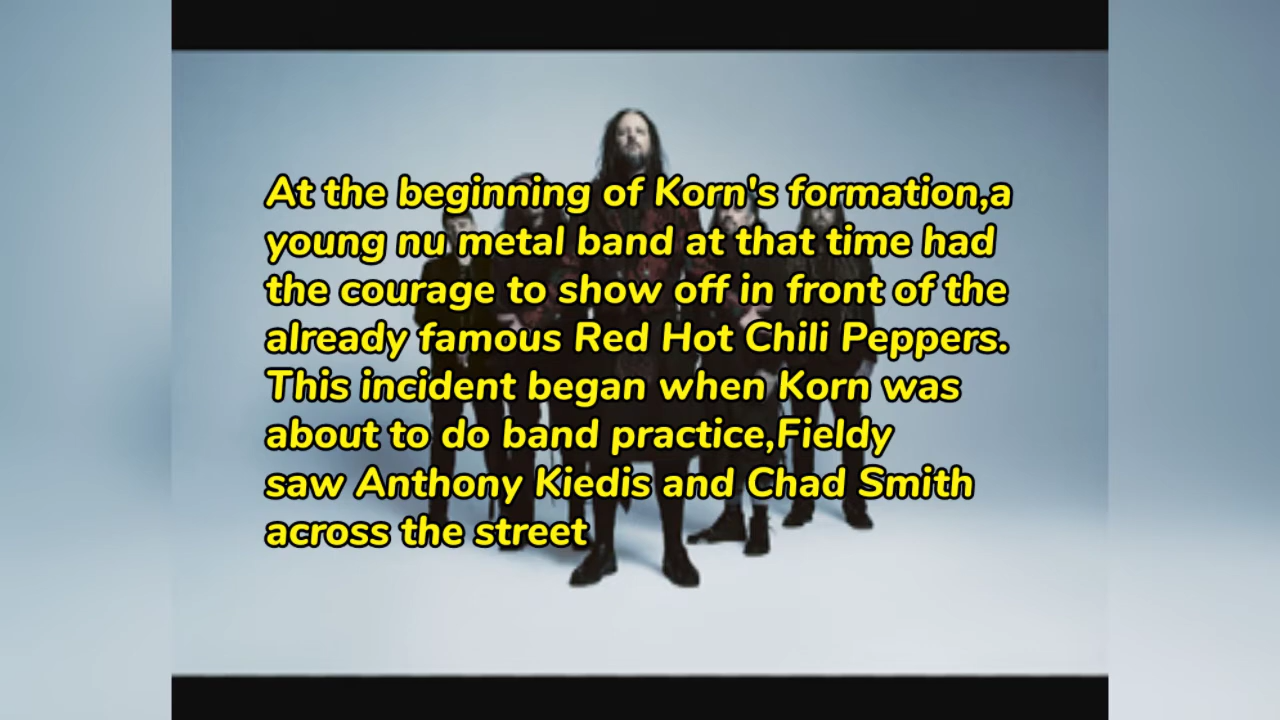 At the beginning of Korn's formation,a
young nu metal band at that time had
the courage to show off in front of the
already famous Red Hot Chili Peppers.
This incident began when Korn was
about to do band practice,Fieldy
saw Anthony Kiedis and Chad Smith
across the street